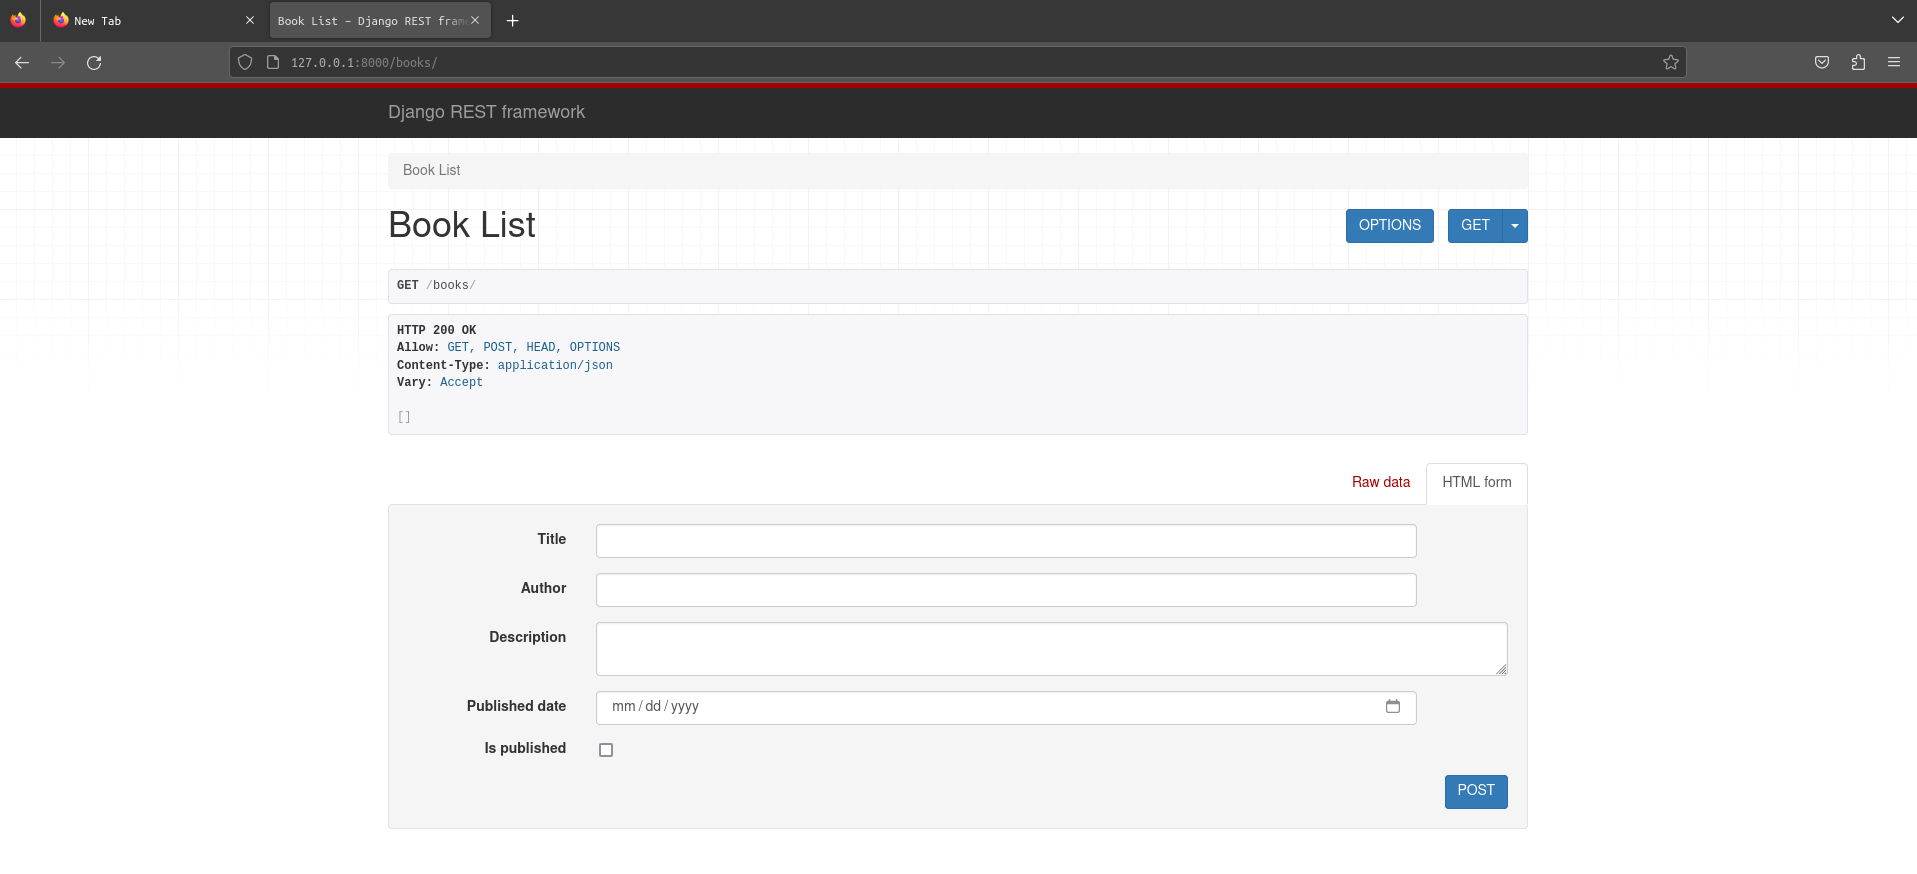 New Tab
Book List – Django REST fram
127.0.0.1:8000/books/
Django REST framework
Book List
Book List
OPTIONS
GET
GET /books/
HTTP 200 OK
Allow: GET, POST, HEAD, OPTIONS
Content-Type: application/json
Vary: Accept
[]
Raw data
HTML form
Title
Author
Description
Published date
mm / dd / yyyy
Is published
POST